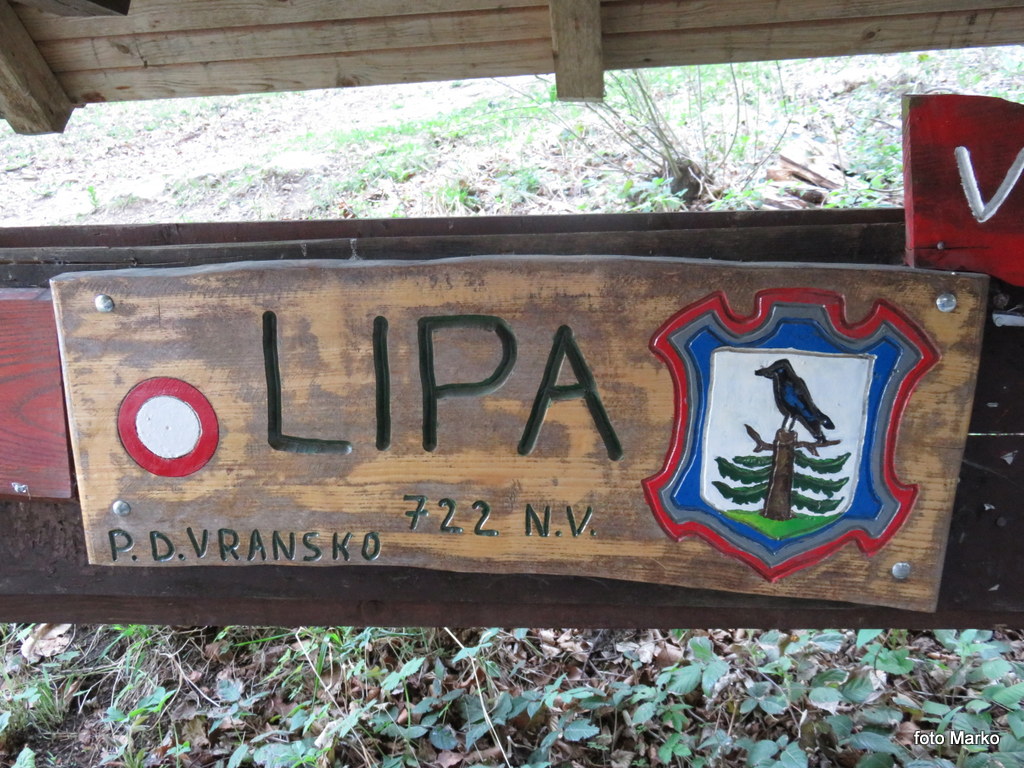 V
LIPA
722 N.V.
P.D.VRANSKO
foto Marko